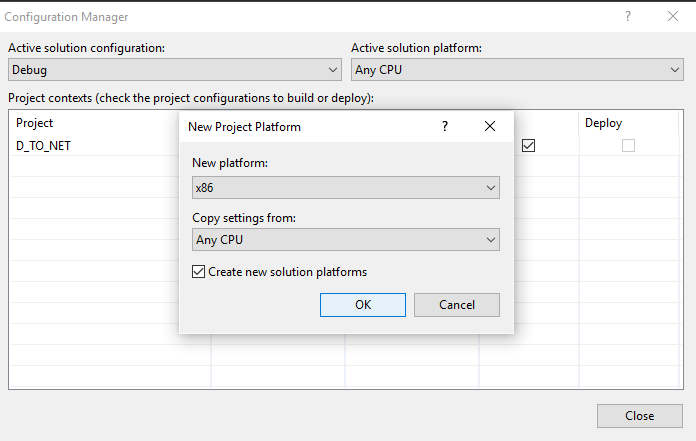 Configuration Manager
?
Active solution configuration:
Active solution platform:
Debug
Any CPU
Project contexts (check the project configurations to build or deploy):
Project
Deploy
D_TO_NET
New Project Platform
?
New platform:
x86
Copy settings from:
Any CPU
Create new solution platforms
OK
Cancel
Close